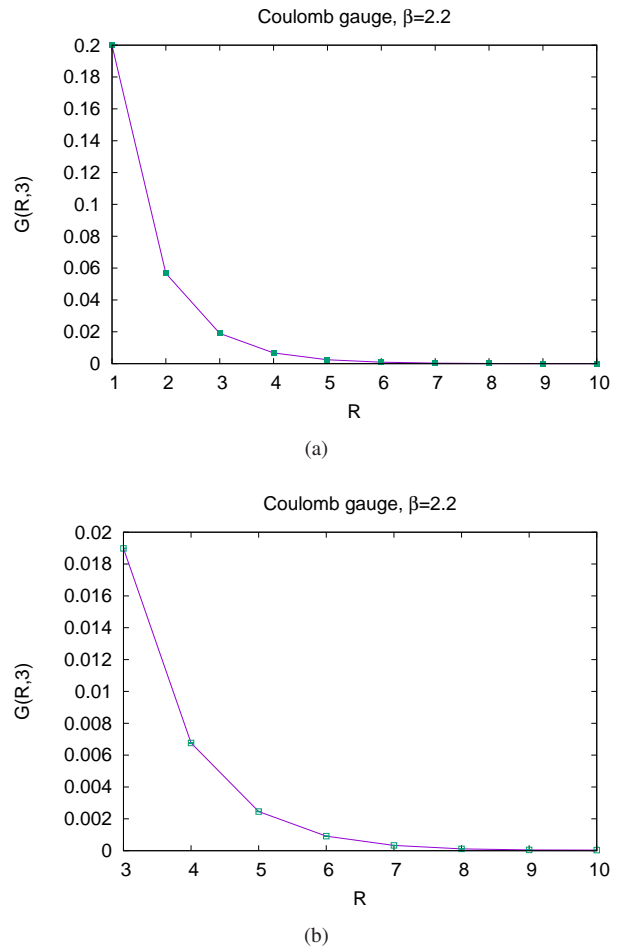 Coulomb gauge, β=2.2
0.2
0.18
0.16
0.14
0.12
0.1
0.08
0.06
0.04
0.02
0
G(R,3)
1 2 3 4 5 6 7 8 9 10
R
(a)
Coulomb gauge, β=2.2
0.02
0.018
0.016
0.014
0.012
0.01
0.008
0.006
0.004
0.002
0
G(R,3)
3 4 5 6 7 8 9 10
R
(b)